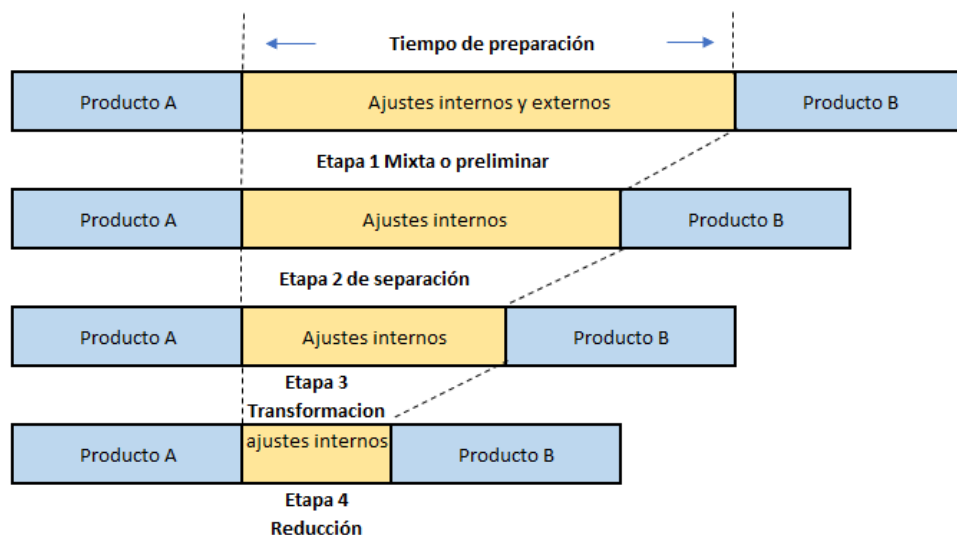 Tiempo de preparación
Producto A
Ajustes internos y externos
Producto B
Etapa 1 Mixta o preliminar
Producto A
Ajustes internos
Producto B
Etapa 2 de separación
Producto A
Ajustes internos
Producto B
Etapa 3
Transformacion
Producto A
ajustes internos
Producto B
Etapa 4
Reducción